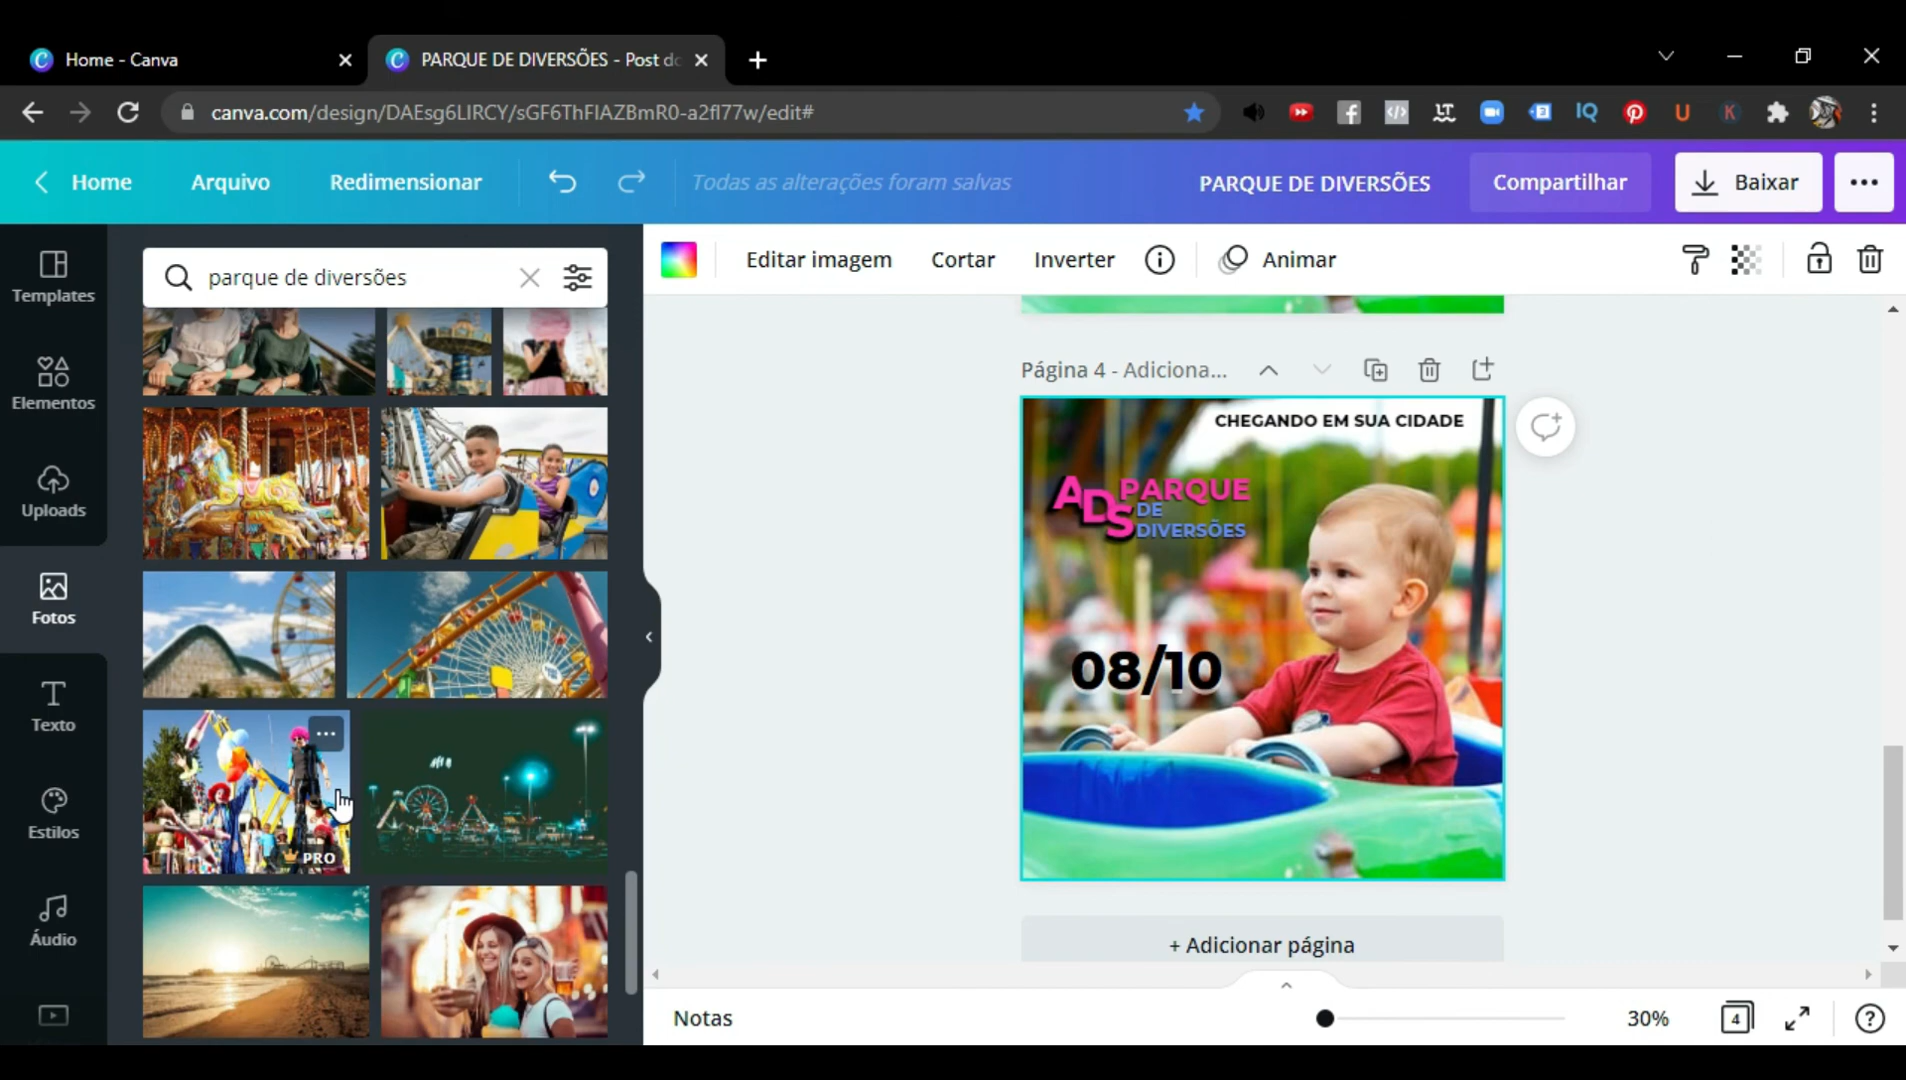 Home - Canva
PARQUE DE DIVERSÕES - Post do
canva.com/design/DAEsg6LIRCY/sGF6ThFIAZBmR0-a2fl77w/edit#
Home
Arquivo
Redimensionar
Todas as alterações foram salvas
PARQUE DE DIVERSÕES
Compartilhar
Baixar
Templates
Elementos
Uploads
Fotos
Texto
Estilos
Áudio
parque de diversões
PRO
Editar imagem
Cortar
Inverter
Animar
Página 4 - Adiciona...
CHEGANDO EM SUA CIDADE
ADS PARQUE
DE
DIVERSÕES
08/10
+ Adicionar página
Notas
30%
4